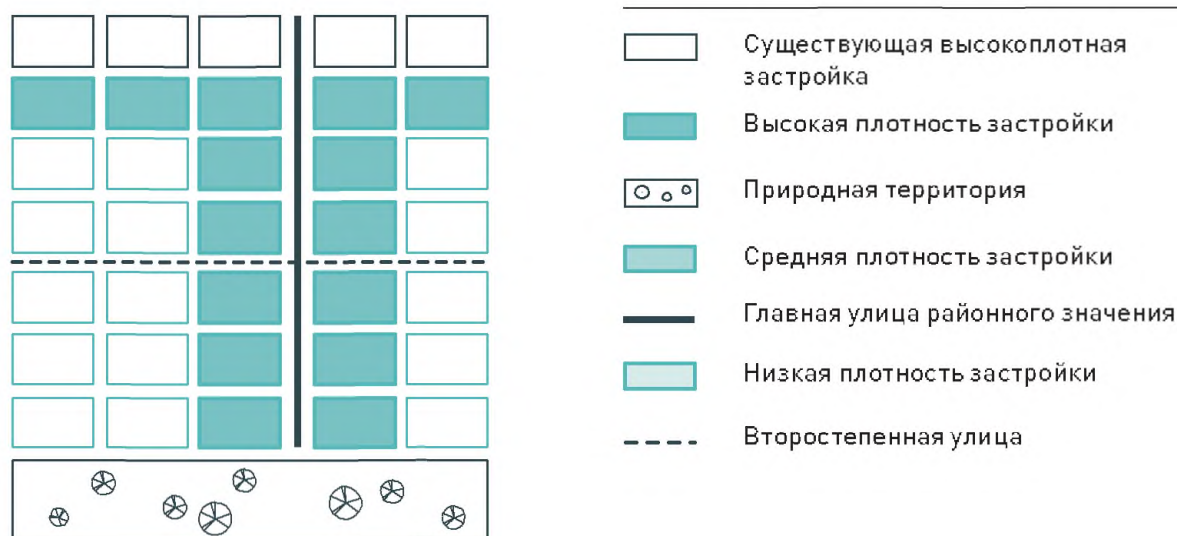 Существующая высокоплотная
застройка
Высокая плотность застройки
Природная территория
Средняя плотность застройки
Главная улица районного значения
Низкая плотность застройки
Второстепенная улица